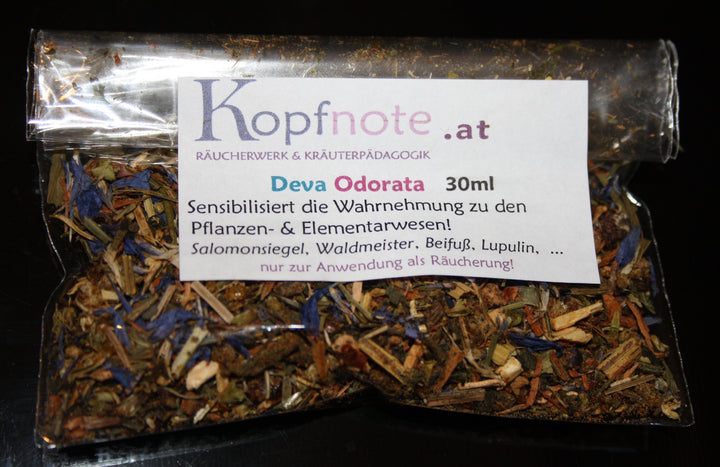 Kopfnote.at
RÄUCHERWERK & KRÄUTERPÄDAGOGIK
Deva Odorata 30ml
Sensibilisiert die Wahrnehmung zu den
Pflanzen- & Elementarwesen!
Salomonsiegel, Waldmeister, Beifuß, Lupulin, ...
nur zur Anwendung als Räucherung!